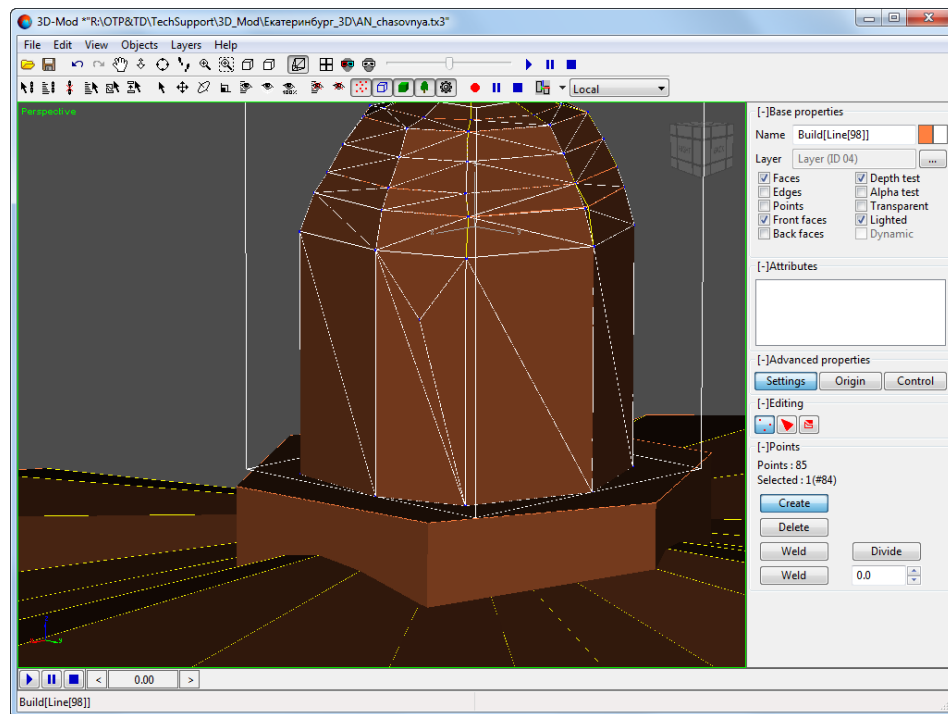 3D-Mod *"R:\OTP&TD\TechSupport\3D_Mod\Екатеринбург_3D\AN_chasovnya.tx3"
File Edit View Objects Layers Help
Local
Perspective
[-]Base properties
Name Build[Line[98]]
Layer Layer (ID 04) ...
Faces Depth test
Edges Alpha test
Points Transparent
Front faces Lighted
Back faces Dynamic
[-]Attributes
[-]Advanced properties
Settings Origin Control
[-]Editing
[-]Points
Points : 85
Selected : 1(#84)
Create
Delete
Weld Divide
Weld 0.0
< 0.00 >
Build[Line[98]]